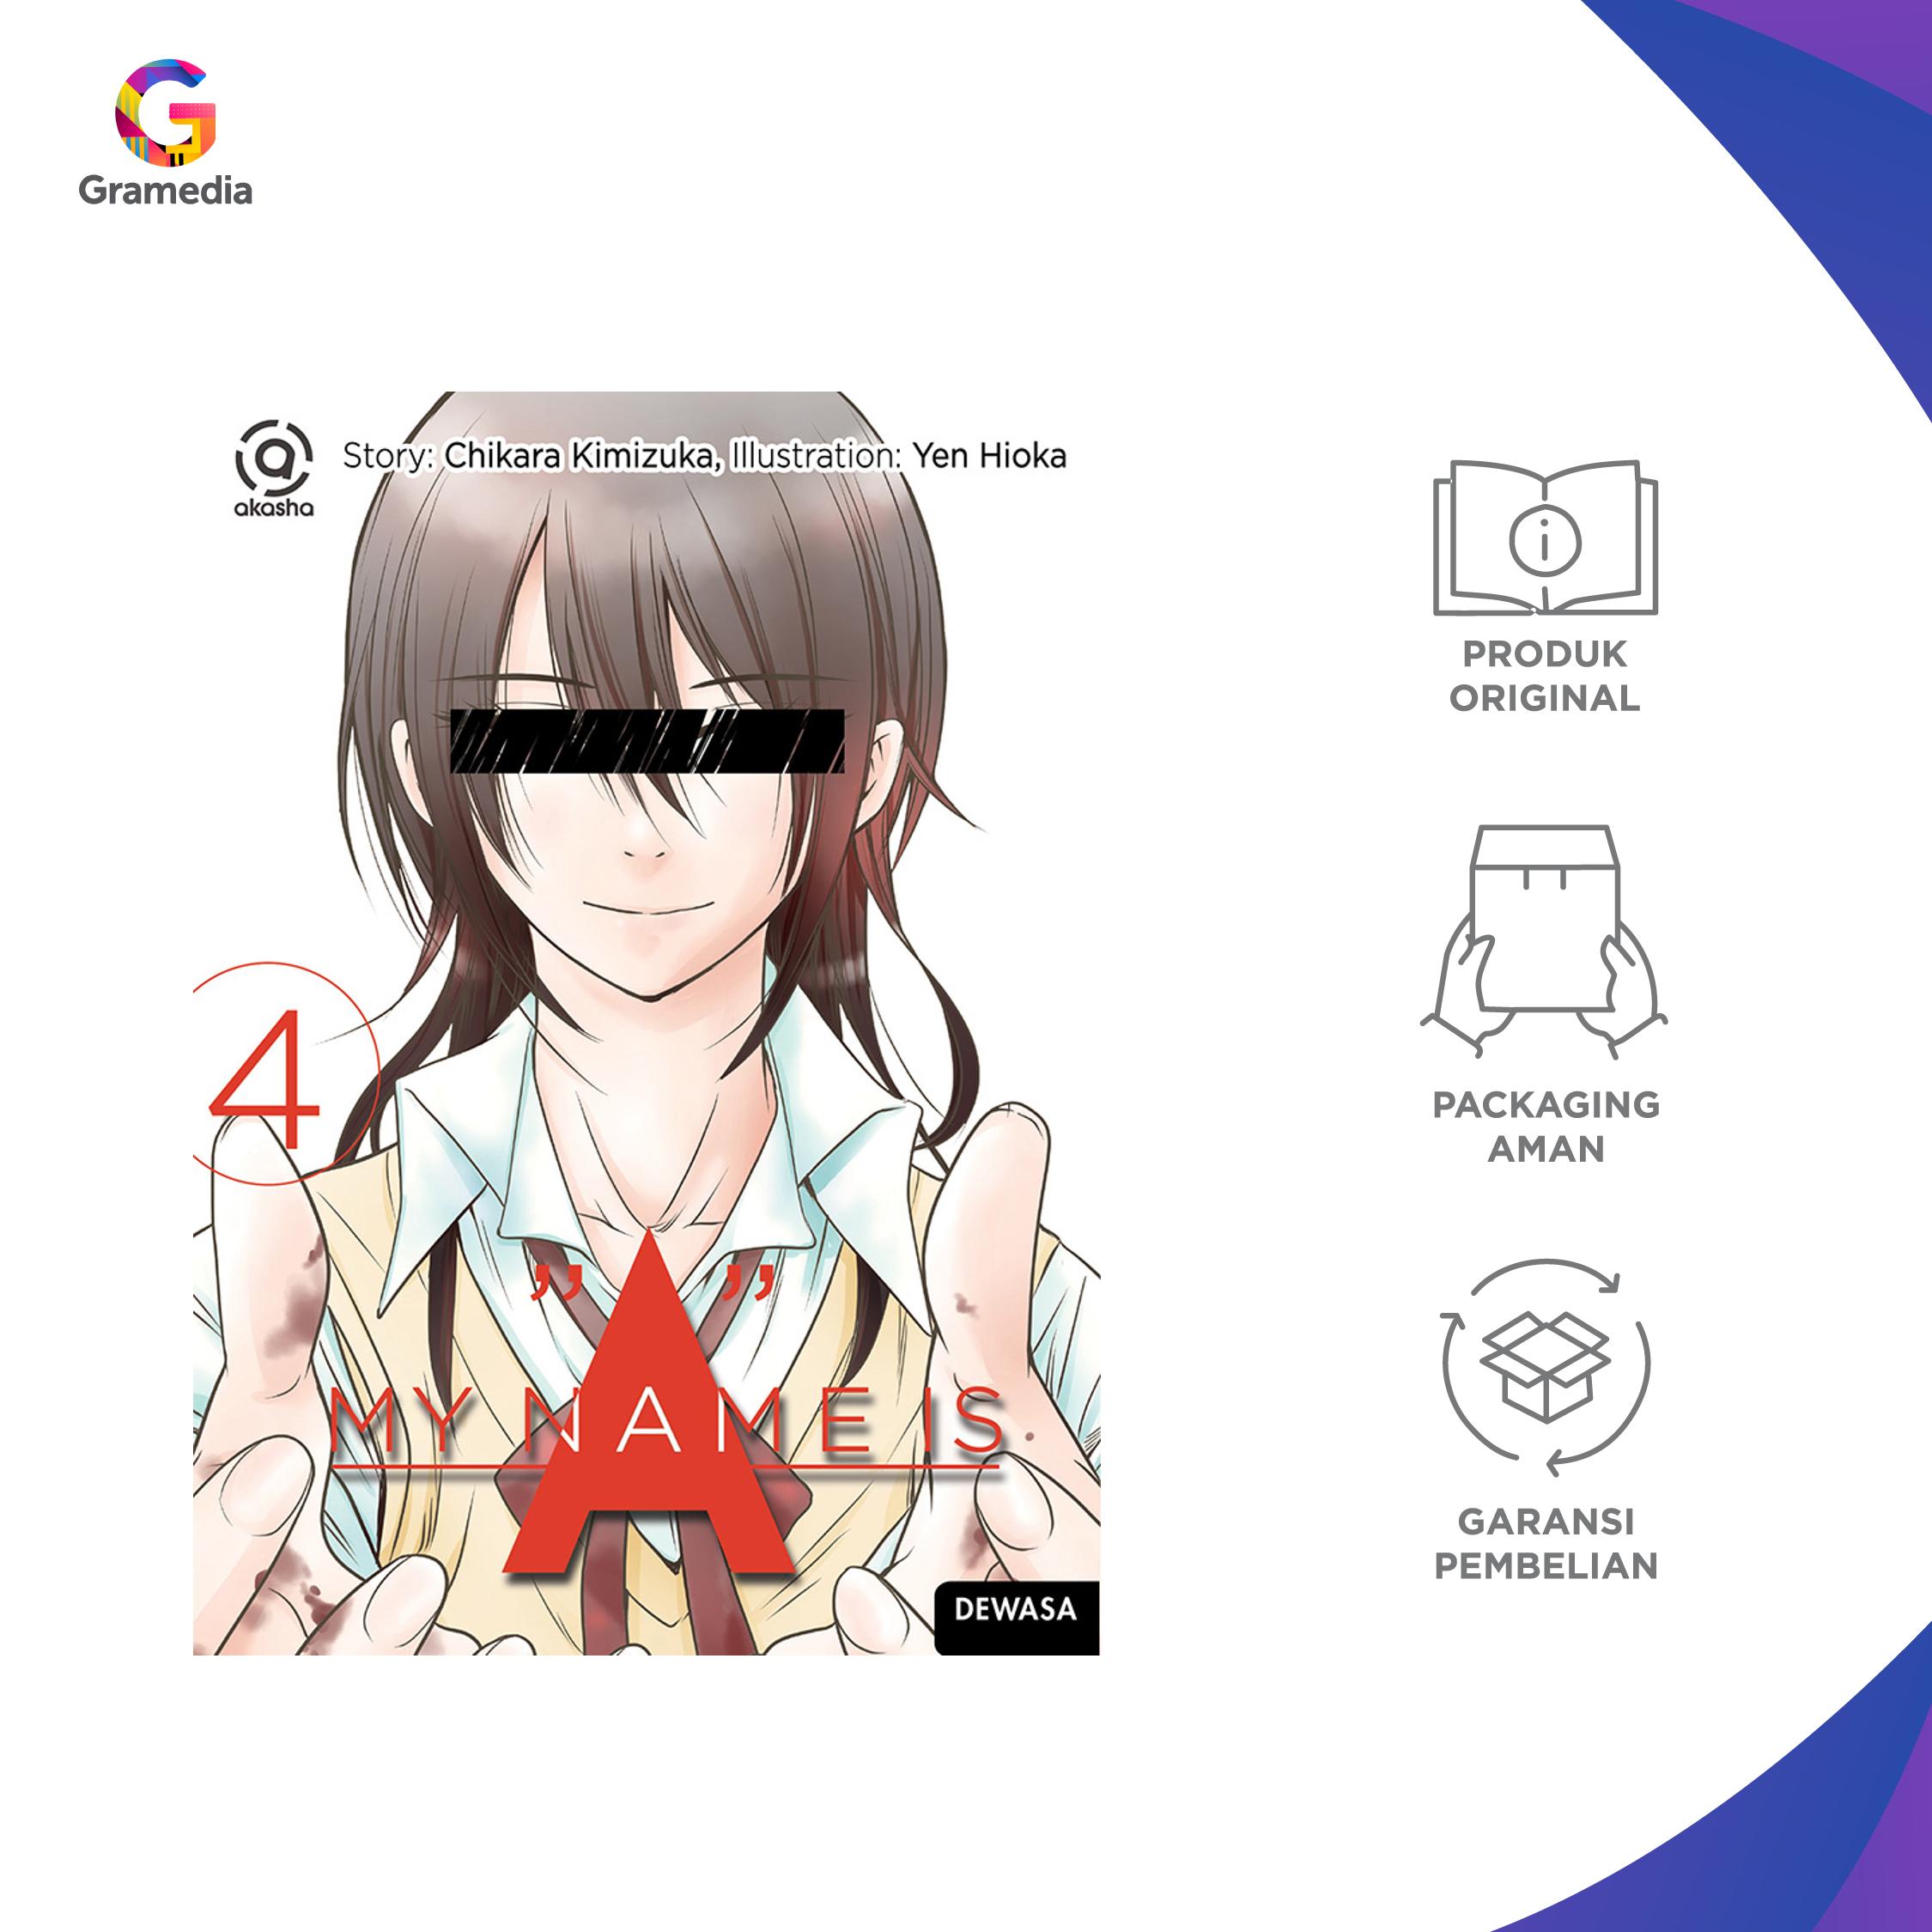 Gramedia
akasha
Story: Chikara Kimizuka, Illustration: Yen Hioka
4
”A”
MY NAME IS
DEWASA
PRODUK
ORIGINAL
PACKAGING
AMAN
GARANSI
PEMBELIAN